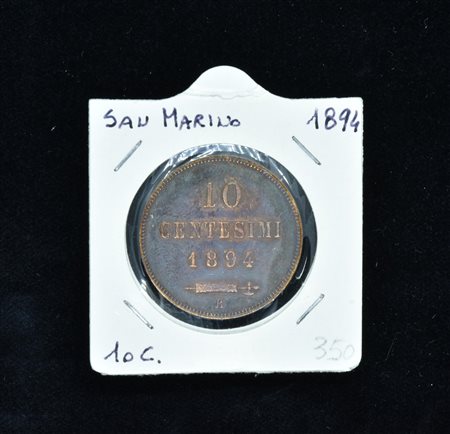 SAN MARINO 1894
10
CENTESIMI
1894
R
10 C. 350